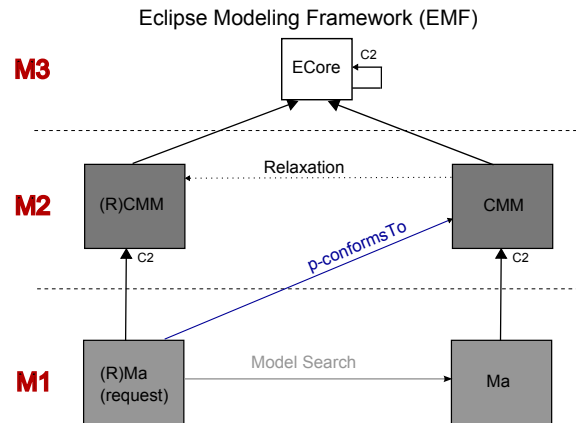 Eclipse Modeling Framework (EMF)
M3
ECore
C2
Relaxation
M2
(R)CMM
CMM
p-conformsTo
C2
C2
M1
(R)Ma
(request)
Model Search
Ma